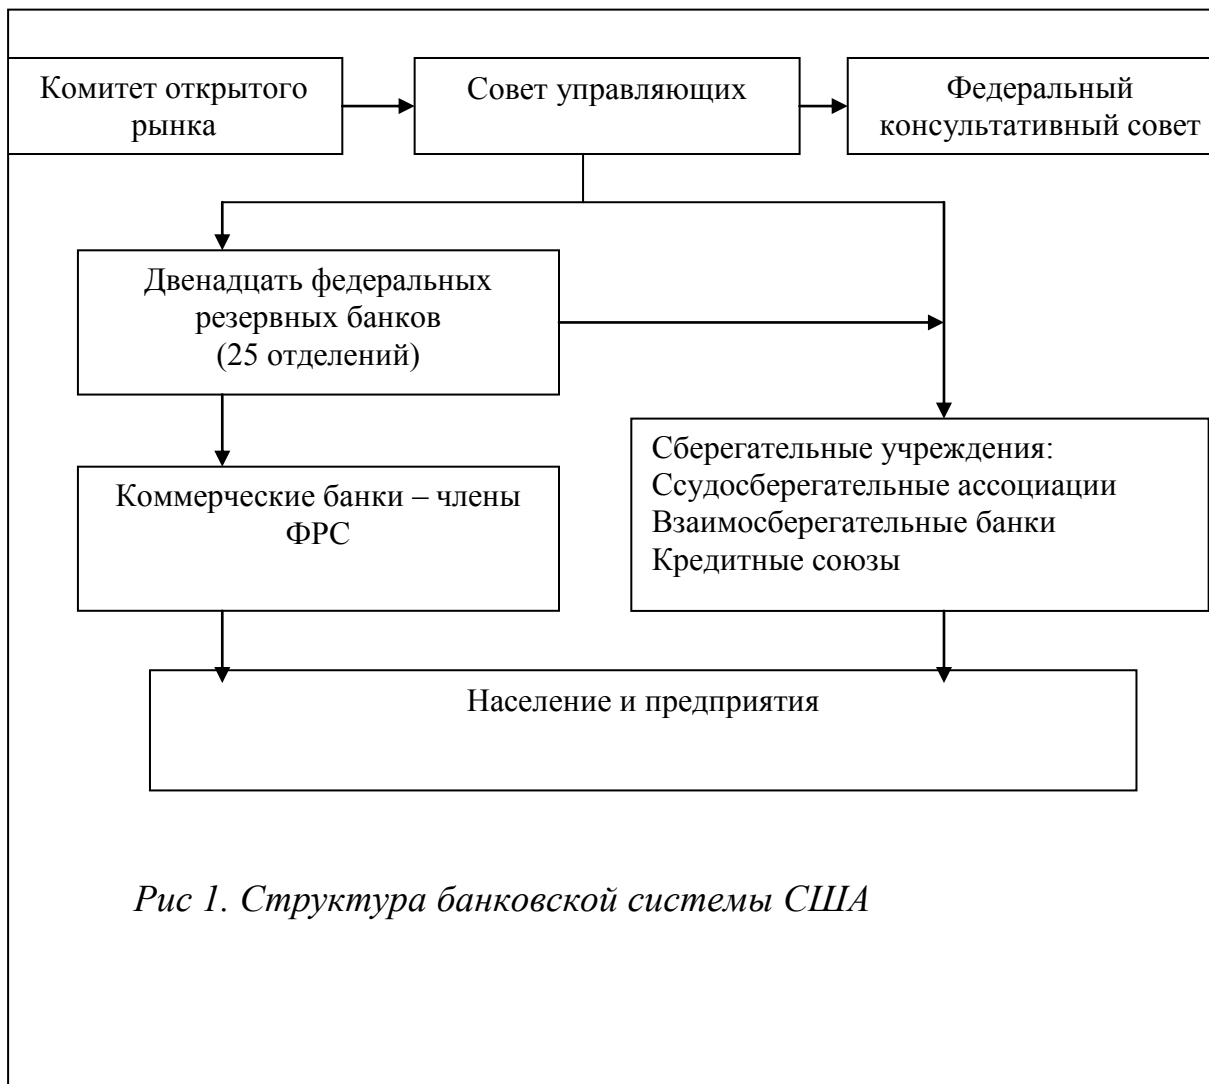 Комитет открытого
рынка
Совет управляющих
Федеральный
консультативный совет
Двенадцать федеральных
резервных банков
(25 отделений)
Коммерческие банки – члены
ФРС
Сберегательные учреждения:
Ссудосберегательные ассоциации
Взаимосберегательные банки
Кредитные союзы
Население и предприятия
Рис 1. Структура банковской системы США